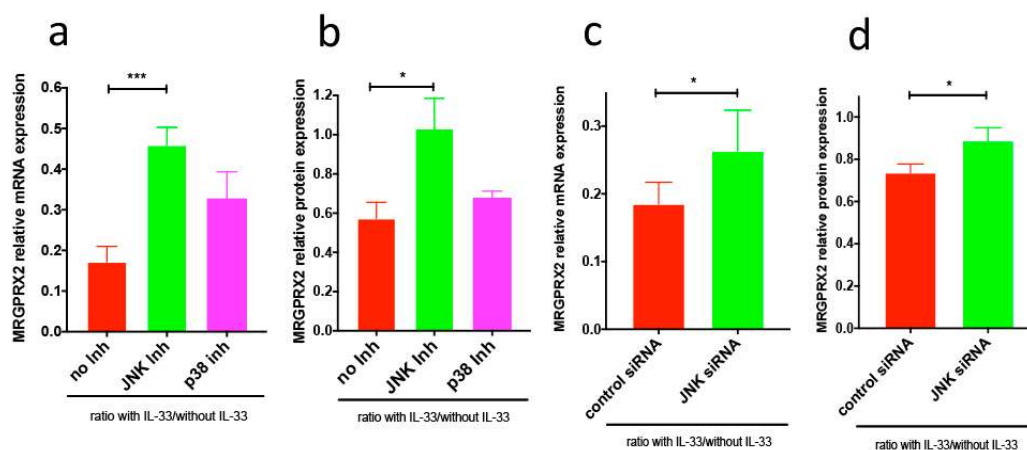 a
***
MRGPRX2 relative mRNA expression
0.6
0.5
0.4
0.3
0.2
0.1
0.0
no Inh
JNK Inh
p38 inh
ratio with IL-33/without IL-33
b
*
MRGPRX2 relative protein expression
1.2
1.0
0.8
0.6
0.4
0.2
0.0
no Inh
JNK Inh
p38 Inh
ratio with IL-33/without IL-33
c
*
MRGPRX2 relative mRNA expression
0.3
0.2
0.1
0.0
control siRNA
JNK siRNA
ratio with IL-33/without IL-33
d
*
MRGPRX2 relative protein expression
1.0
0.8
0.6
0.4
0.2
0.0
control siRNA
JNK siRNA
ratio with IL-33/without IL-33